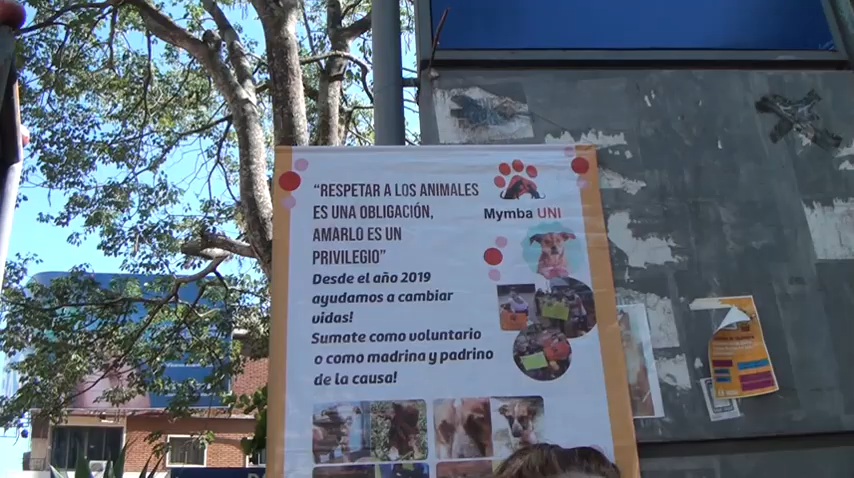 “RESPETAR A LOS ANIMALES
ES UNA OBLIGACIÓN,
AMARLO ES UN
PRIVILEGIO”
Mymba UNI
Desde el año 2019
ayudamos a cambiar
vidas!
Sumate como voluntario
o como madrina y padrino
de la causa!